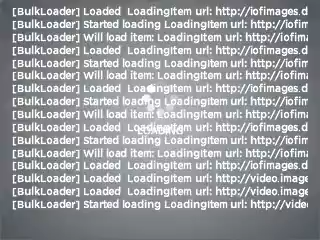 [BulkLoader] Loaded LoadingItem url: http://iofimages.d
[BulkLoader] Started loading LoadingItem url: http://iofim
[BulkLoader] Will load item: LoadingItem url: http://iofima
[BulkLoader] Loaded LoadingItem url: http://iofimages.d
[BulkLoader] Started loading LoadingItem url: http://iofim
[BulkLoader] Will load item: LoadingItem url: http://iofima
[BulkLoader] Loaded LoadingItem url: http://iofimages.d
[BulkLoader] Started loading LoadingItem url: http://iofim
[BulkLoader] Will load item: LoadingItem url: http://iofima
[BulkLoader] Loaded LoadingItem url: http://iofimages.d
LOADING
[BulkLoader] Started loading LoadingItem url: http://iofim
[BulkLoader] Will load item: LoadingItem url: http://iofima
[BulkLoader] Loaded LoadingItem url: http://iofimages.d
[BulkLoader] Loaded LoadingItem url: http://video.image
[BulkLoader] Loaded LoadingItem url: http://video.image
[BulkLoader] Started loading LoadingItem url: http://vide